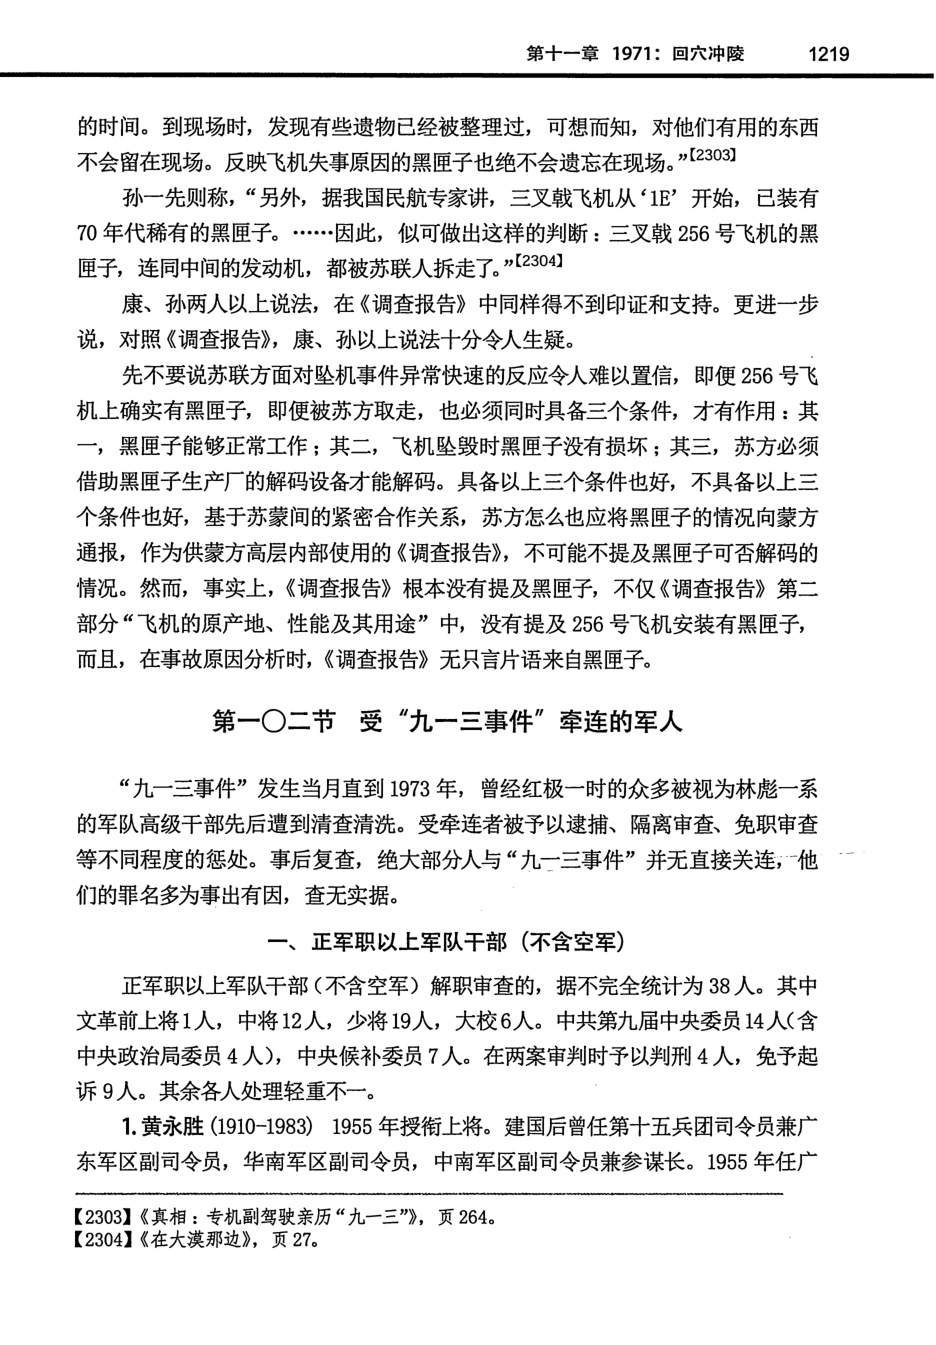 第十一章 1971：回穴冲陵 1219
的时间。到现场时，发现有些遗物已经被整理过，可想而知，对他们有用的东西
不会留在现场。反映飞机失事原因的黑匣子也绝不会遗忘在现场。”【2303】
孙一先则称，“另外，据我国民航专家讲，三叉戟飞机从‘1E’开始，已装有
70 年代稀有的黑匣子。……因此，似可做出这样的判断：三叉戟 256 号飞机的黑
匣子，连同中间的发动机，都被苏联人拆走了。”【2304】
康、孙两人以上说法，在《调查报告》中同样得不到印证和支持。更进一步
说，对照《调查报告》，康、孙以上说法十分令人生疑。
先不要说苏联方面对坠机事件异常快速的反应令人难以置信，即便 256 号飞
机上确实有黑匣子，即便被苏方取走，也必须同时具备三个条件，才有作用：其
一，黑匣子能够正常工作；其二，飞机坠毁时黑匣子没有损坏；其三，苏方必须
借助黑匣子生产厂的解码设备才能解码。具备以上三个条件也好，不具备以上三
个条件也好，基于苏蒙间的紧密合作关系，苏方怎么也应将黑匣子的情况向蒙方
通报，作为供蒙方高层内部使用的《调查报告》，不可能不提及黑匣子可否解码的
情况。然而，事实上，《调查报告》根本没有提及黑匣子，不仅《调查报告》第二
部分“飞机的原产地、性能及其用途”中，没有提及 256 号飞机安装有黑匣子，
而且，在事故原因分析时，《调查报告》无只言片语来自黑匣子。
第一〇二节 受“九一三事件”牵连的军人
“九一三事件”发生当月直到 1973 年，曾经红极一时的众多被视为林彪一系
的军队高级干部先后遭到清查清洗。受牵连者被予以逮捕、隔离审查、免职审查
等不同程度的惩处。事后复查，绝大部分人与“九一三事件”并无直接关连，他
们的罪名多为事出有因，查无实据。
一、正军职以上军队干部（不含空军）
正军职以上军队干部（不含空军）解职审查的，据不完全统计为 38 人。其中
文革前上将1人，中将12人，少将19人，大校6人。中共第九届中央委员14人（含
中央政治局委员 4 人），中央候补委员 7 人。在两案审判时予以判刑 4 人，免予起
诉 9 人。其余各人处理轻重不一。
1. 黄永胜 (1910-1983) 1955 年授衔上将。建国后曾任第十五兵团司令员兼广
东军区副司令员，华南军区副司令员，中南军区副司令员兼参谋长。1955 年任广
【2303】《真相：专机副驾驶亲历“九一三”》，页 264。
【2304】《在大漠那边》，页 27。